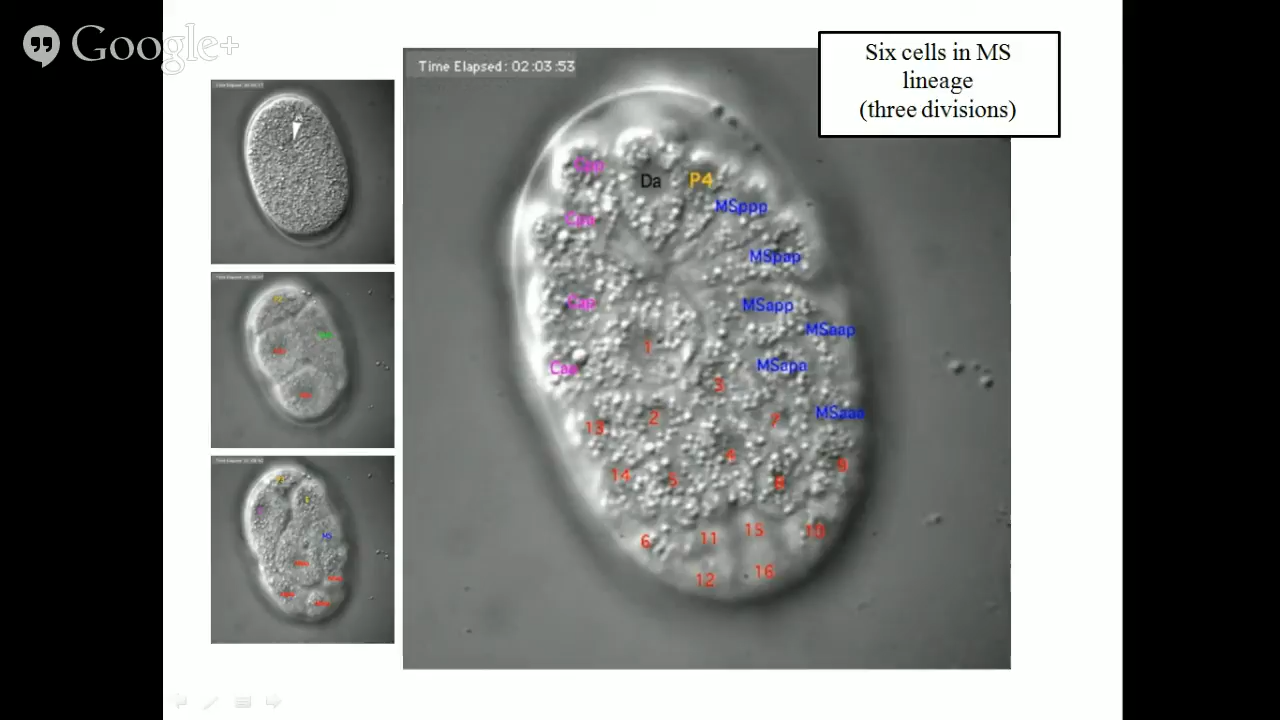 Google+
Six cells in MS
lineage
(three divisions)
Time Elapsed: 02:03:53
Da
P4
MSppp
MSpap
Cap
MSapp
MSaap
1
Caa
MSapa
3
MSaaa
2
7
13
4
9
14
5
8
15
10
6
11
12
16
MS